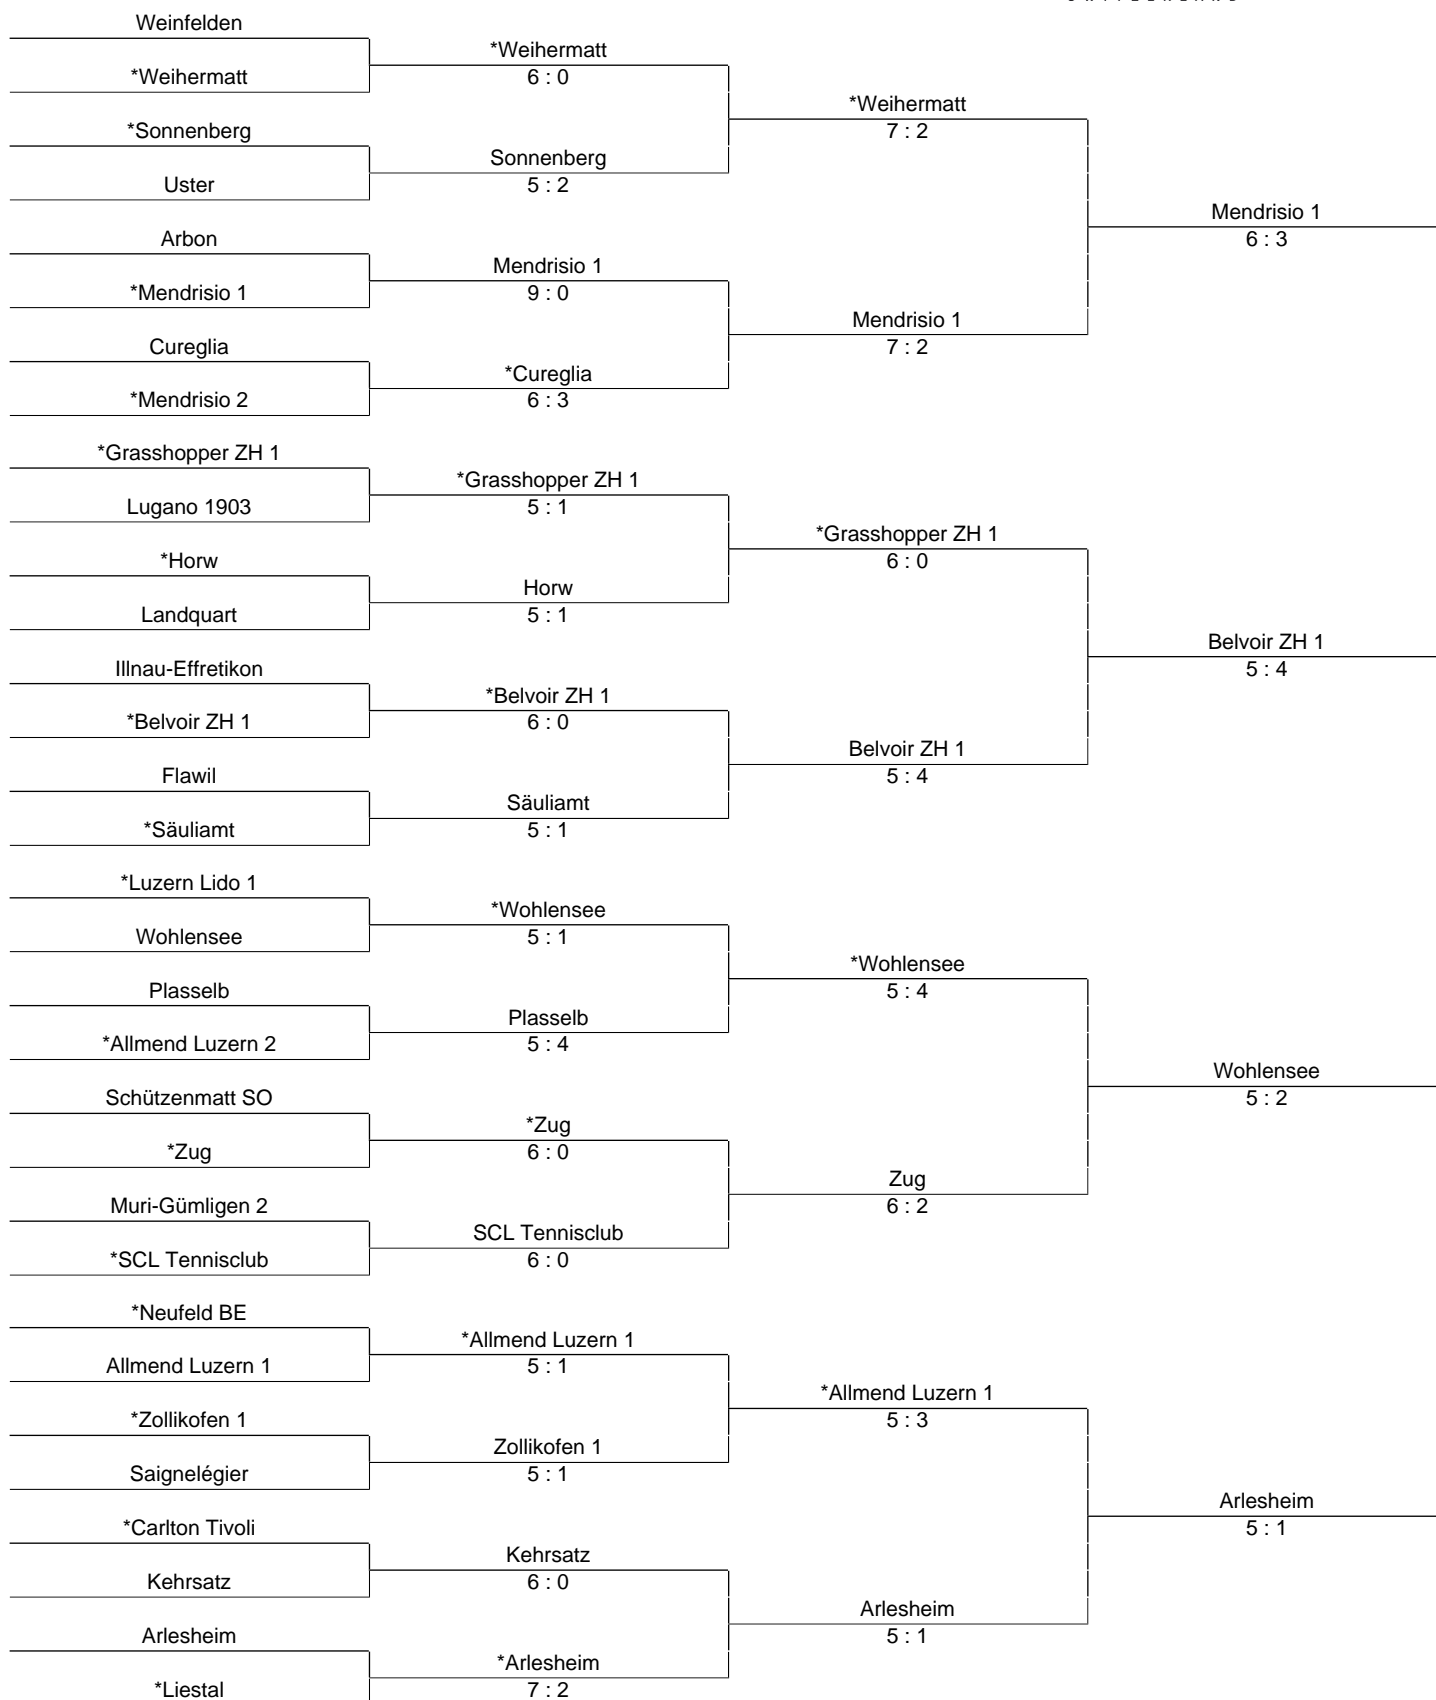 Weinfelden
*Weihermatt
*Sonnenberg
Uster
Arbon
*Mendrisio 1
Cureglia
*Mendrisio 2
*Grasshopper ZH 1
Lugano 1903
*Horw
Landquart
Illnau-Effretikon
*Belvoir ZH 1
Flawil
*Säuliamt
*Luzern Lido 1
Wohlensee
Plasselb
*Allmend Luzern 2
Schützenmatt SO
*Zug
Muri-Gümligen 2
*SCL Tennisclub
*Neufeld BE
Allmend Luzern 1
*Zollikofen 1
Saignelégier
*Carlton Tivoli
Kehrsatz
Arlesheim
*Liestal
*Weihermatt
6 : 0
Sonnenberg
5 : 2
Mendrisio 1
9 : 0
*Cureglia
6 : 3
*Grasshopper ZH 1
5 : 1
Horw
5 : 1
*Belvoir ZH 1
6 : 0
Säuliamt
5 : 1
*Wohlensee
5 : 1
Plasselb
5 : 4
*Zug
6 : 0
SCL Tennisclub
6 : 0
*Allmend Luzern 1
5 : 1
Zollikofen 1
5 : 1
Kehrsatz
6 : 0
*Arlesheim
7 : 2
*Weihermatt
7 : 2
Mendrisio 1
7 : 2
*Grasshopper ZH 1
6 : 0
Belvoir ZH 1
5 : 4
*Wohlensee
5 : 4
Zug
6 : 2
*Allmend Luzern 1
5 : 3
Arlesheim
5 : 1
Mendrisio 1
6 : 3
Belvoir ZH 1
5 : 4
Wohlensee
5 : 2
Arlesheim
5 : 1